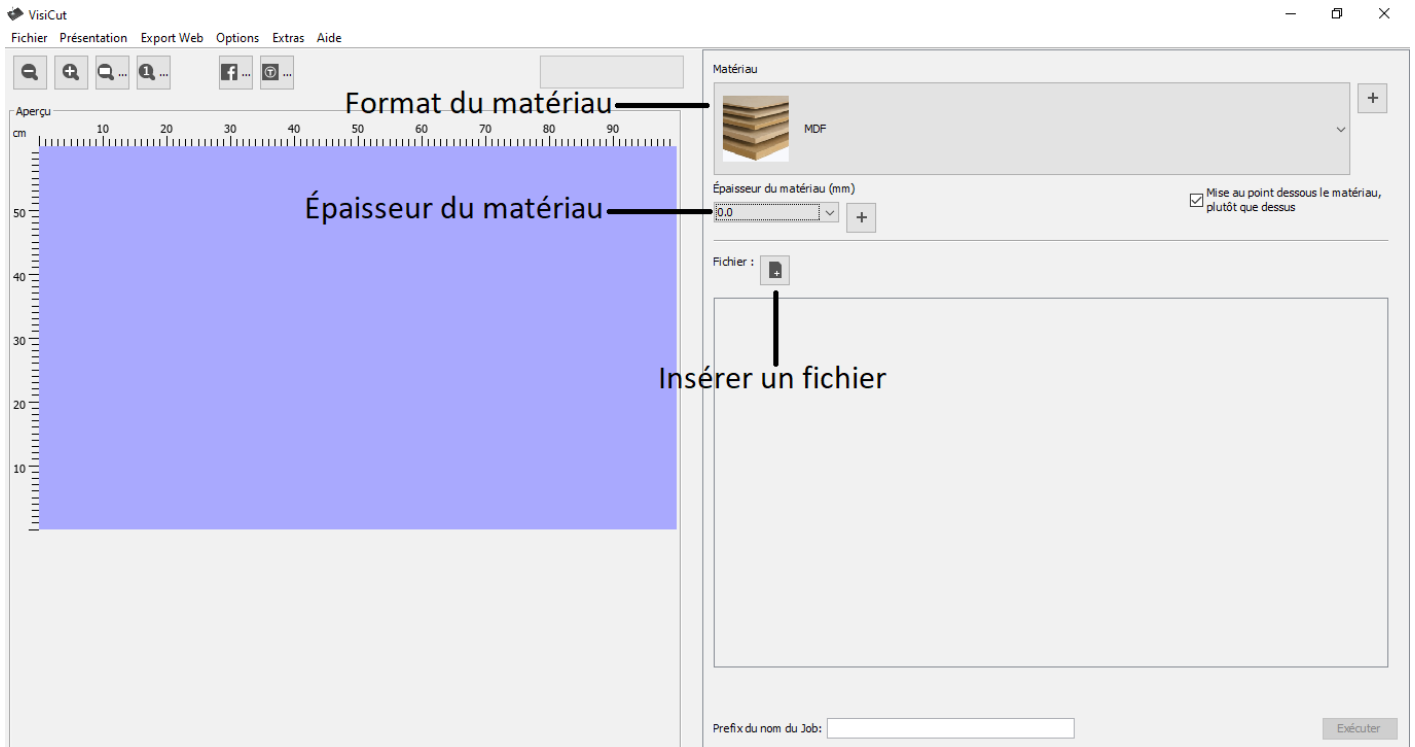 VisiCut
Fichier Présentation Export Web Options Extras Aide
... ... ... ...
Aperçu
cm 10 20 30 40 50 60 70 80 90
50
40
30
20
10
Format du matériau
Épaisseur du matériau
Insérer un fichier
Matériau
MDF
Épaisseur du matériau (mm)
0.0
Mise au point dessous le matériau,
plutôt que dessus
Fichier :
Prefix du nom du Job:
Exécuter